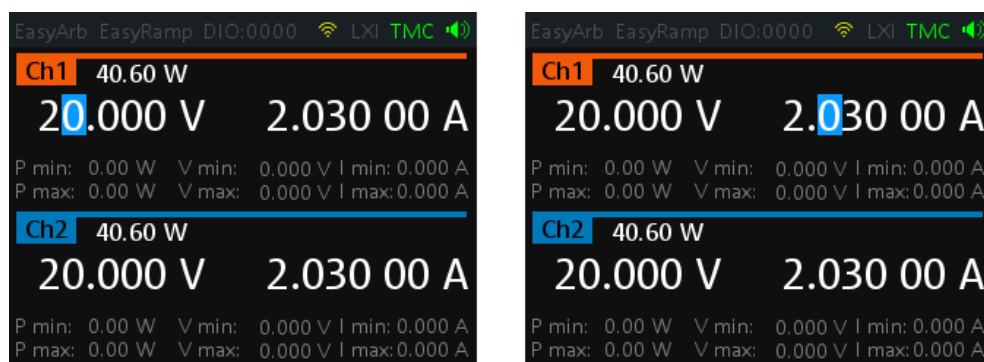 EasyArb EasyRamp DIO:0000 LXI TMC
Ch1 40.60 W
20.000 V 2.030 00 A
P min: 0.00 W V min: 0.000 V I min: 0.000 A
P max: 0.00 W V max: 0.000 V I max: 0.000 A
Ch2 40.60 W
20.000 V 2.030 00 A
P min: 0.00 W V min: 0.000 V I min: 0.000 A
P max: 0.00 W V max: 0.000 V I max: 0.000 A
EasyArb EasyRamp DIO:0000 LXI TMC
Ch1 40.60 W
20.000 V 2.030 00 A
P min: 0.00 W V min: 0.000 V I min: 0.000 A
P max: 0.00 W V max: 0.000 V I max: 0.000 A
Ch2 40.60 W
20.000 V 2.030 00 A
P min: 0.00 W V min: 0.000 V I min: 0.000 A
P max: 0.00 W V max: 0.000 V I max: 0.000 A